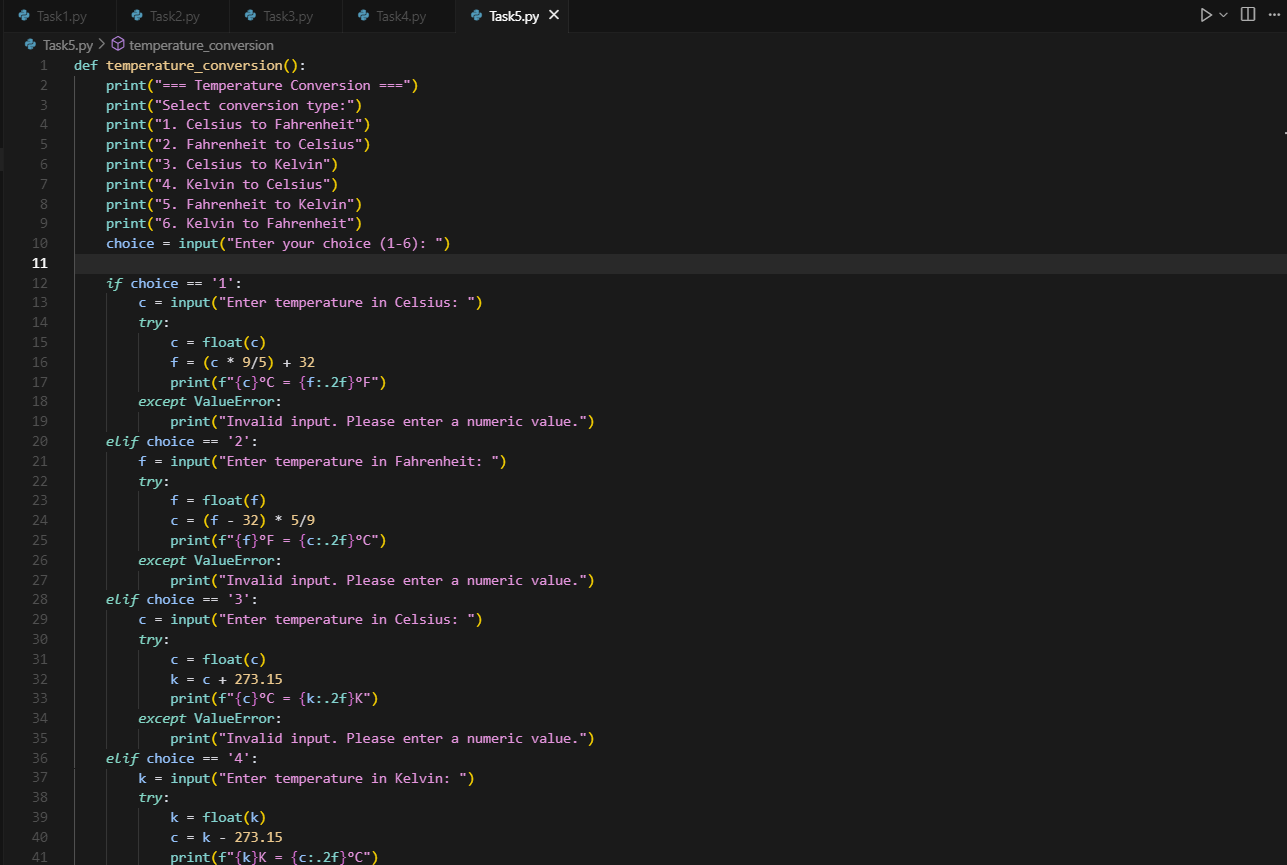 Task1.py Task2.py Task3.py Task4.py Task5.py
Task5.py > temperature_conversion
1 def temperature_conversion():
2     print("=== Temperature Conversion ===")
3     print("Select conversion type:")
4     print("1. Celsius to Fahrenheit")
5     print("2. Fahrenheit to Celsius")
6     print("3. Celsius to Kelvin")
7     print("4. Kelvin to Celsius")
8     print("5. Fahrenheit to Kelvin")
9     print("6. Kelvin to Fahrenheit")
10     choice = input("Enter your choice (1-6): ")
11
12     if choice == '1':
13         c = input("Enter temperature in Celsius: ")
14         try:
15             c = float(c)
16             f = (c * 9/5) + 32
17             print(f"{c}°C = {f:.2f}°F")
18         except ValueError:
19             print("Invalid input. Please enter a numeric value.")
20     elif choice == '2':
21         f = input("Enter temperature in Fahrenheit: ")
22         try:
23             f = float(f)
24             c = (f - 32) * 5/9
25             print(f"{f}°F = {c:.2f}°C")
26         except ValueError:
27             print("Invalid input. Please enter a numeric value.")
28     elif choice == '3':
29         c = input("Enter temperature in Celsius: ")
30         try:
31             c = float(c)
32             k = c + 273.15
33             print(f"{c}°C = {k:.2f}K")
34         except ValueError:
35             print("Invalid input. Please enter a numeric value.")
36     elif choice == '4':
37         k = input("Enter temperature in Kelvin: ")
38         try:
39             k = float(k)
40             c = k - 273.15
41             print(f"{k}K = {c:.2f}°C")